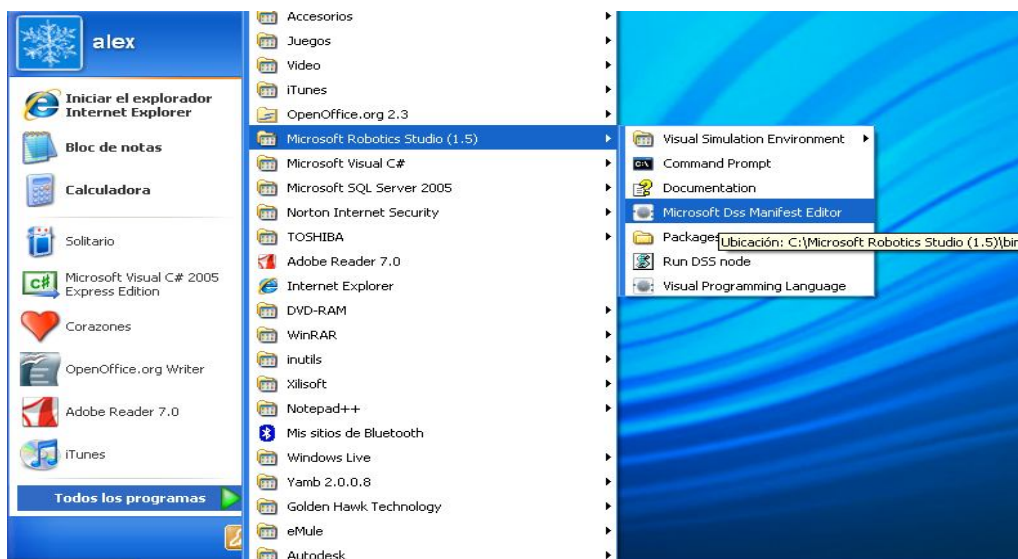 alex
Iniciar el explorador
Internet Explorer
Bloc de notas
Calculadora
Solitario
Microsoft Visual C# 2005
Express Edition
Corazones
OpenOffice.org Writer
Adobe Reader 7.0
iTunes
Todos los programas
Accesorios
Juegos
Video
iTunes
OpenOffice.org 2.3
Microsoft Robotics Studio (1.5)
Microsoft Visual C#
Microsoft SQL Server 2005
Norton Internet Security
TOSHIBA
Adobe Reader 7.0
Internet Explorer
DVD-RAM
WinRAR
inutils
Xilisoft
Notepad++
Mis sitios de Bluetooth
Windows Live
Yamb 2.0.0.8
Golden Hawk Technology
eMule
Autodesk
Visual Simulation Environment
Command Prompt
Documentation
Microsoft Dss Manifest Editor
Packages
Ubicación: C:\Microsoft Robotics Studio (1.5)\bin
Run DSS node
Visual Programming Language